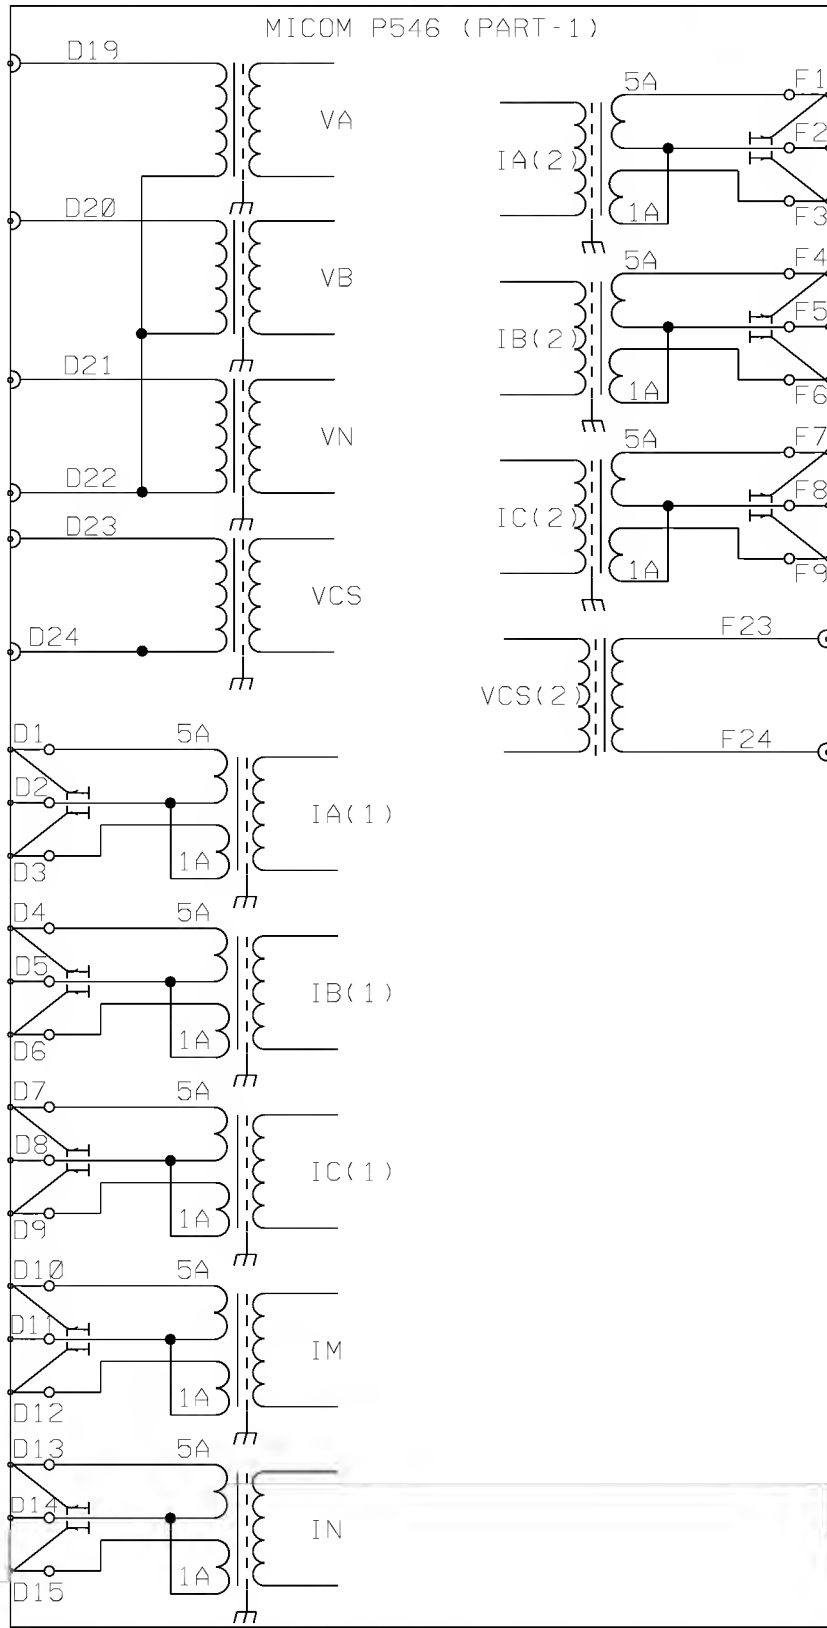 MICOM P546 (PART-1)
D19
VA
D20
VB
D21
VN
D22
D23
VCS
D24
D1
5A
D2
IA(1)
1A
D3
D4
5A
D5
IB(1)
1A
D6
D7
5A
D8
IC(1)
1A
D9
D10
5A
D11
IM
1A
D12
D13
5A
D14
IN
1A
D15
5A
F1
F2
IA(2)
1A
F3
5A
F4
F5
IB(2)
1A
F6
5A
F7
F8
IC(2)
1A
F9
F23
VCS(2)
F24